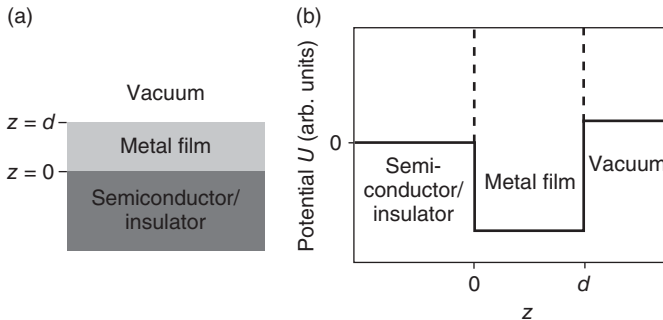 (a)
Vacuum
z = d
Metal film
z = 0
Semiconductor/
insulator
(b)
Potential U (arb. units)
0
Semi-
conductor/
insulator
Metal film
Vacuum
0
d
z